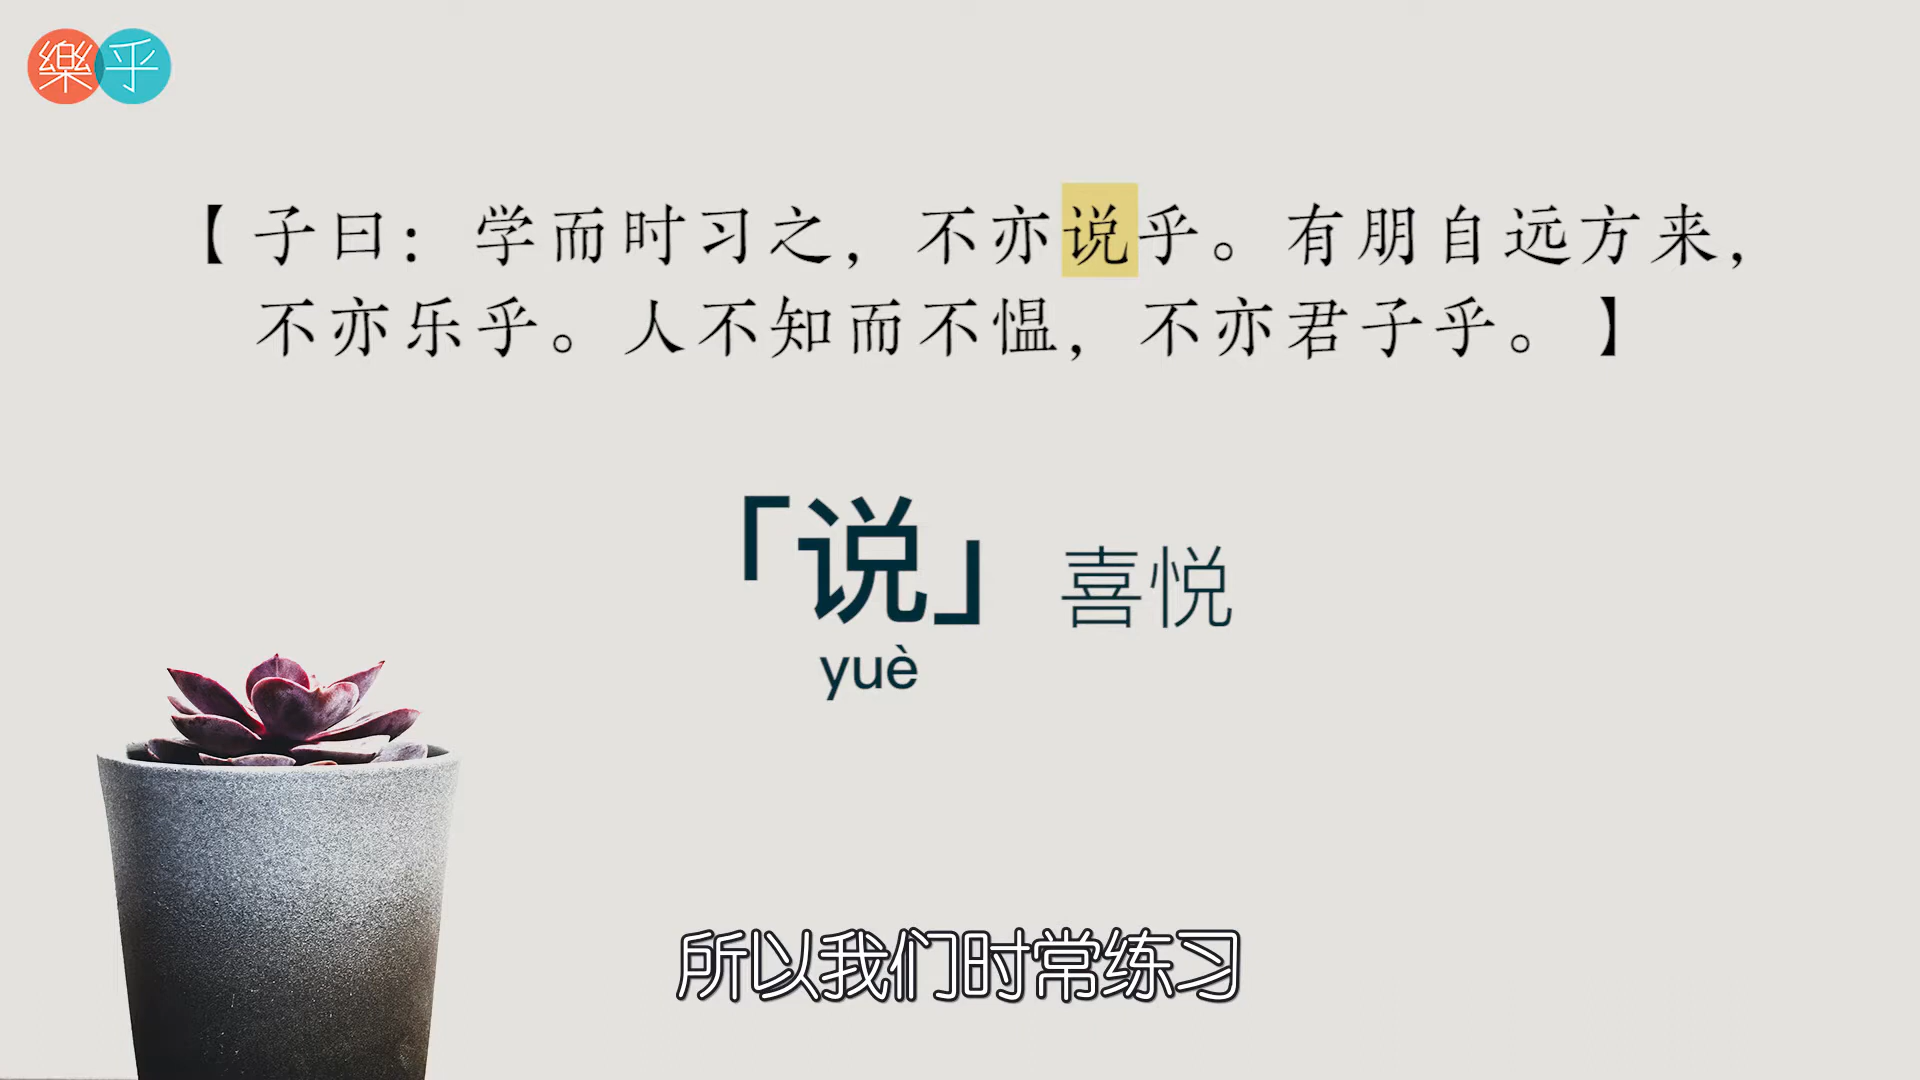 樂乎
【子曰：学而时习之，不亦说乎。有朋自远方来，
不亦乐乎。人不知而不愠，不亦君子乎。】
「说」喜悦
yuè
所以我们时常练习